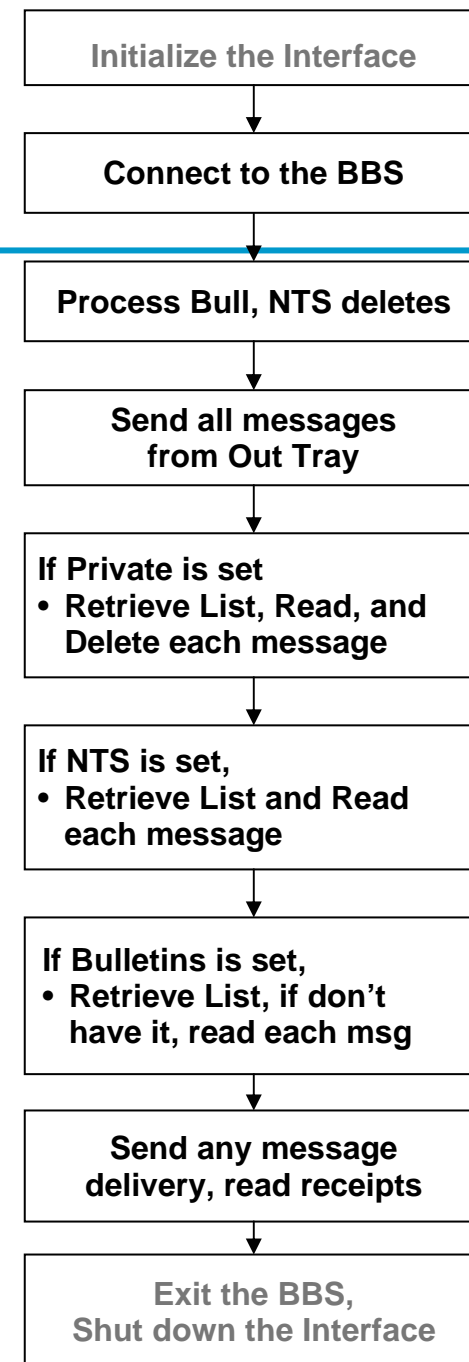 Initialize the Interface
Connect to the BBS
Process Bull, NTS deletes
Send all messages
from Out Tray
If Private is set
• Retrieve List, Read, and
Delete each message
If NTS is set,
• Retrieve List and Read
each message
If Bulletins is set,
• Retrieve List, if don't
have it, read each msg
Send any message
delivery, read receipts
Exit the BBS,
Shut down the Interface